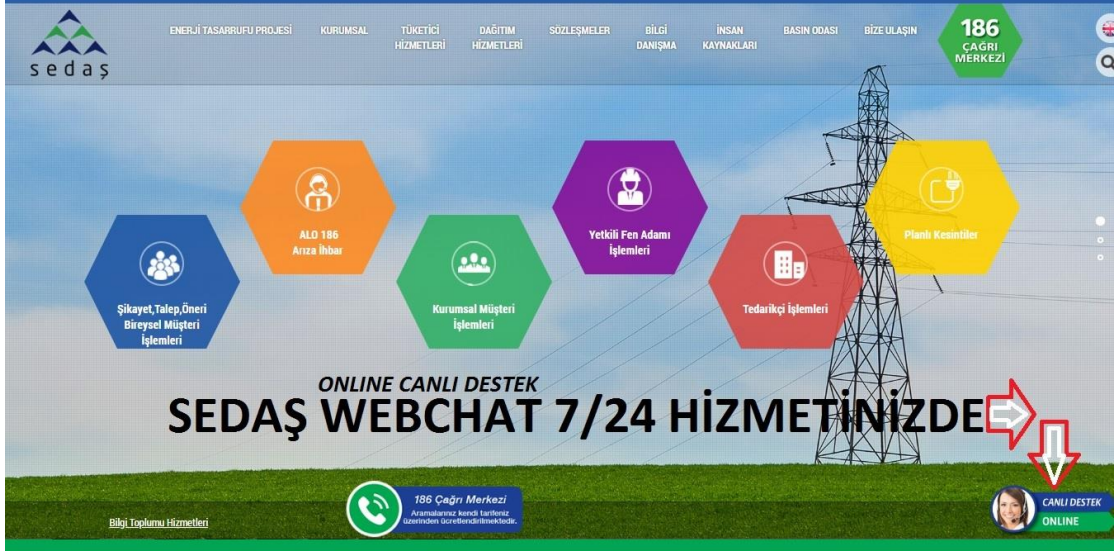 sedaş
ENERJİ TASARRUFU PROJESİ
KURUMSAL
TÜKETİCİ
HİZMETLERİ
DAĞITIM
HİZMETLERİ
SÖZLEŞMELER
BİLGİ
DANIŞMA
İNSAN
KAYNAKLARI
BASIN ODASI
BİZE ULAŞIN
186
ÇAĞRI
MERKEZİ
Şikayet,Talep,Öneri
Bireysel Müşteri
İşlemleri
ALO 186
Arıza İhbar
Kurumsal Müşteri
İşlemleri
Yetkili Fen Adamı
İşlemleri
Tedarikçi İşlemleri
Planlı Kesintiler
ONLINE CANLI DESTEK
SEDAŞ WEBCHAT 7/24 HİZMETİNİZDE
Bilgi Toplumu Hizmetleri
186 Çağrı Merkezi
Aramalarınız kendi tarifeniz
üzerinden ücretlendirilmektedir.
CANLI DESTEK
ONLINE